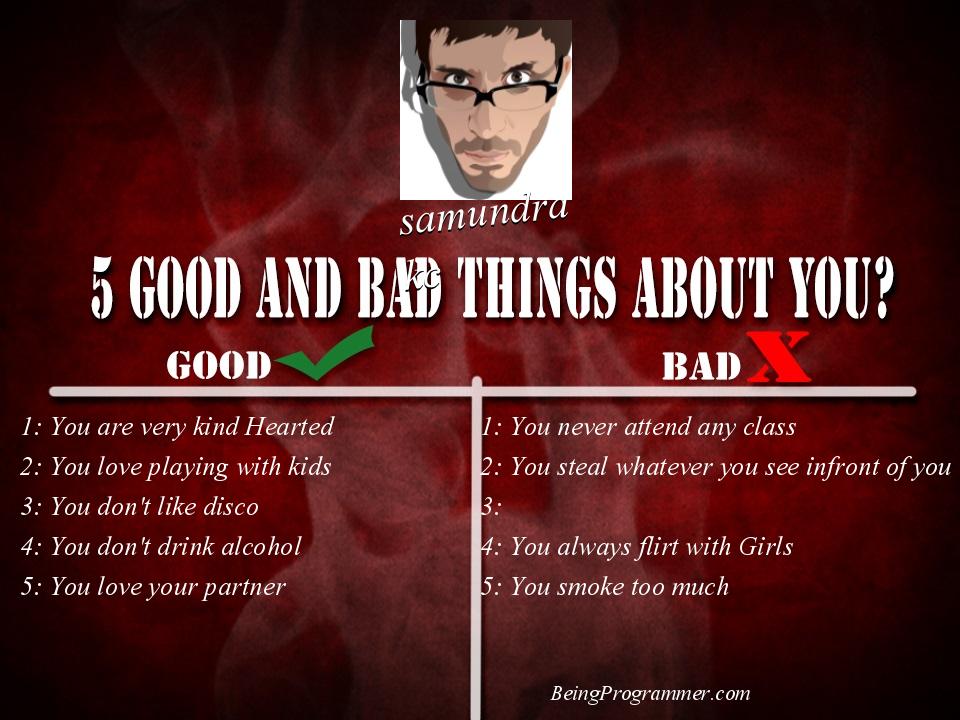 samundra
kc
5 GOOD AND BAD THINGS ABOUT YOU?
GOOD
1: You are very kind Hearted
2: You love playing with kids
3: You don't like disco
4: You don't drink alcohol
5: You love your partner
BAD X
1: You never attend any class
2: You steal whatever you see infront of you
3:
4: You always flirt with Girls
5: You smoke too much
BeingProgrammer.com